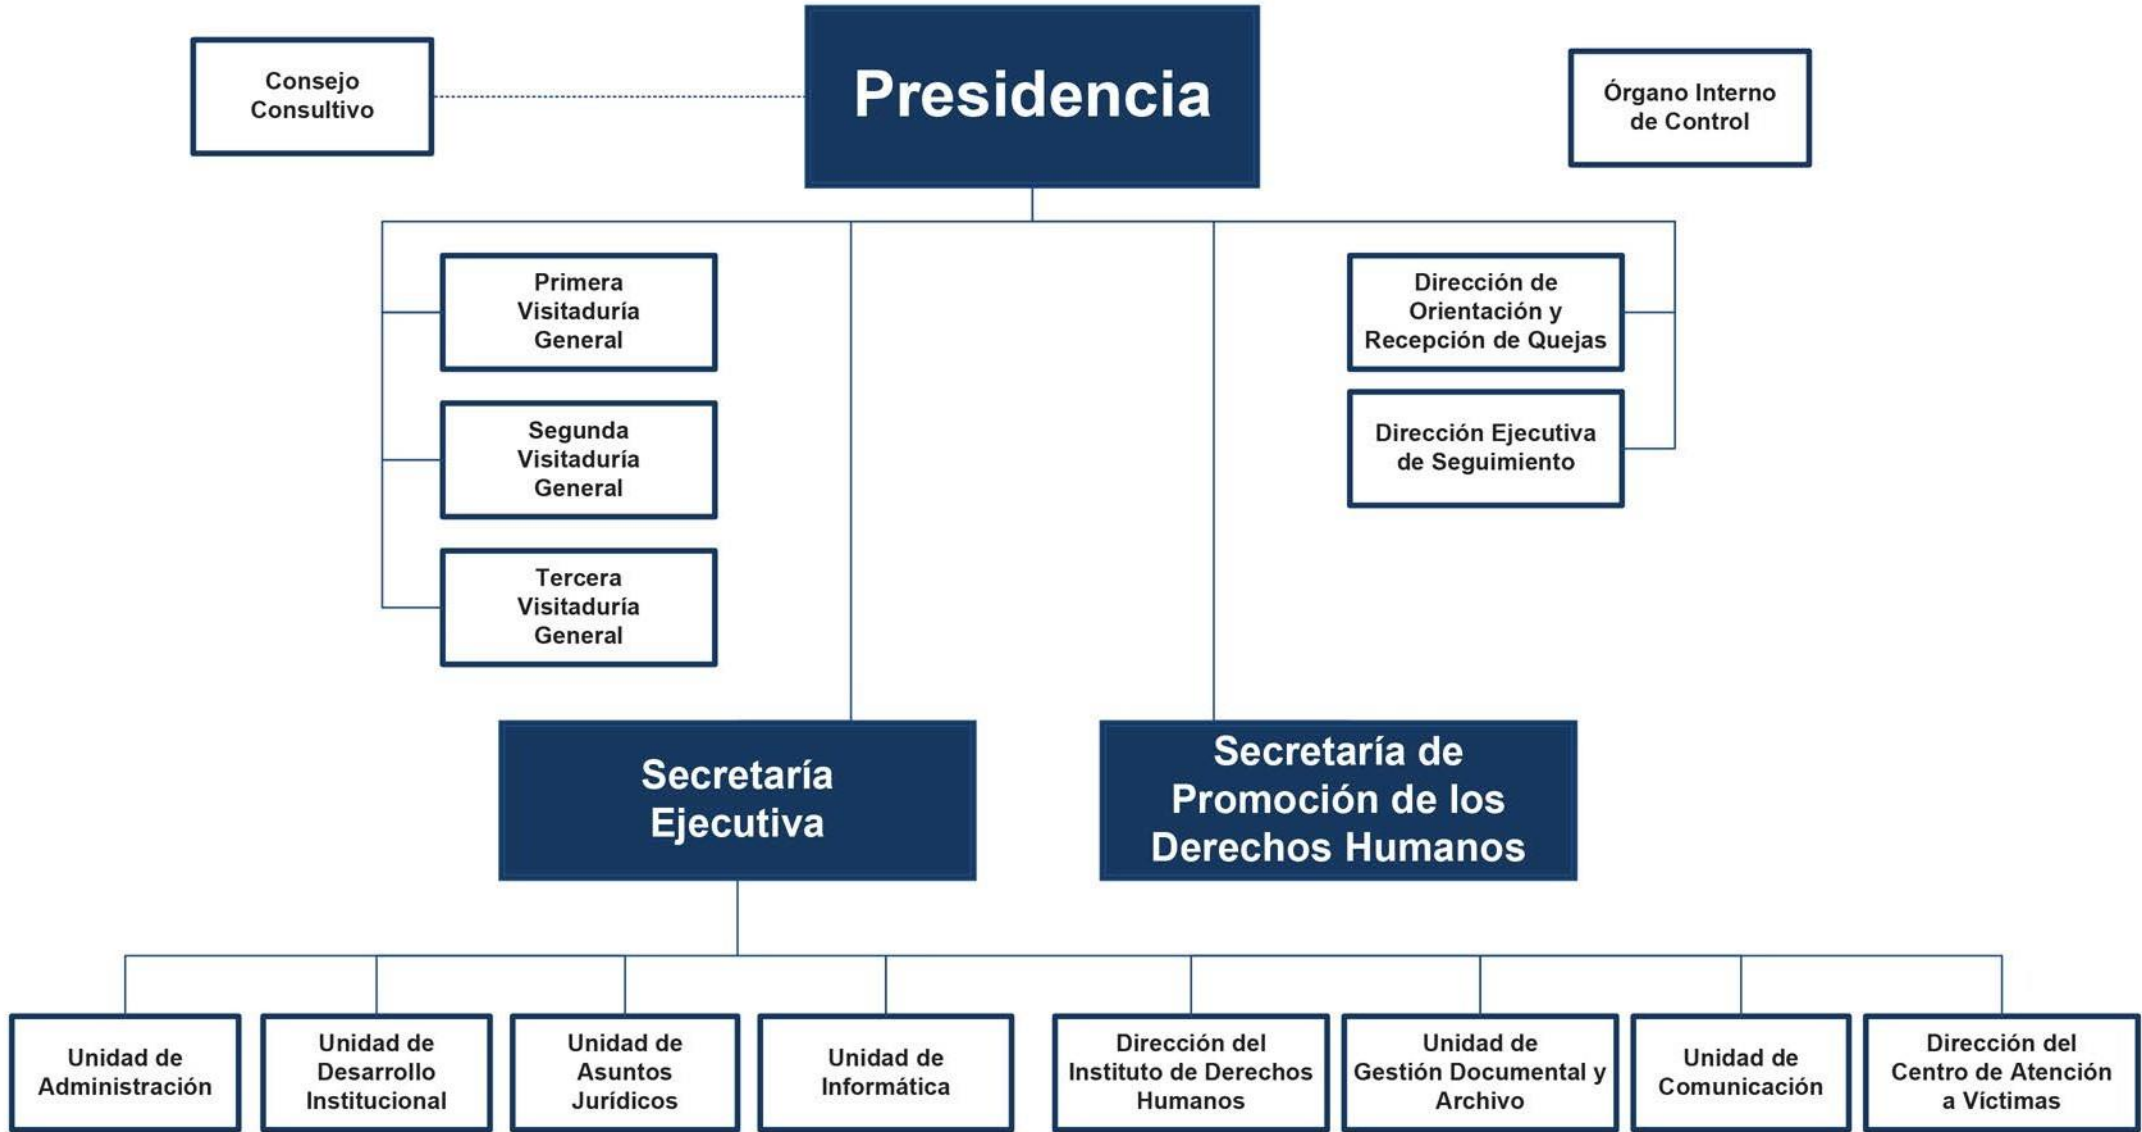 Consejo
Consultivo
Presidencia
Órgano Interno
de Control
Primera
Visitaduría
General
Segunda
Visitaduría
General
Tercera
Visitaduría
General
Dirección de
Orientación y
Recepción de Quejas
Dirección Ejecutiva
de Seguimiento
Secretaría
Ejecutiva
Secretaría de
Promoción de los
Derechos Humanos
Unidad de
Administración
Unidad de
Desarrollo
Institucional
Unidad de
Asuntos
Jurídicos
Unidad de
Informática
Dirección del
Instituto de Derechos
Humanos
Unidad de
Gestión Documental y
Archivo
Unidad de
Comunicación
Dirección del
Centro de Atención
a Víctimas